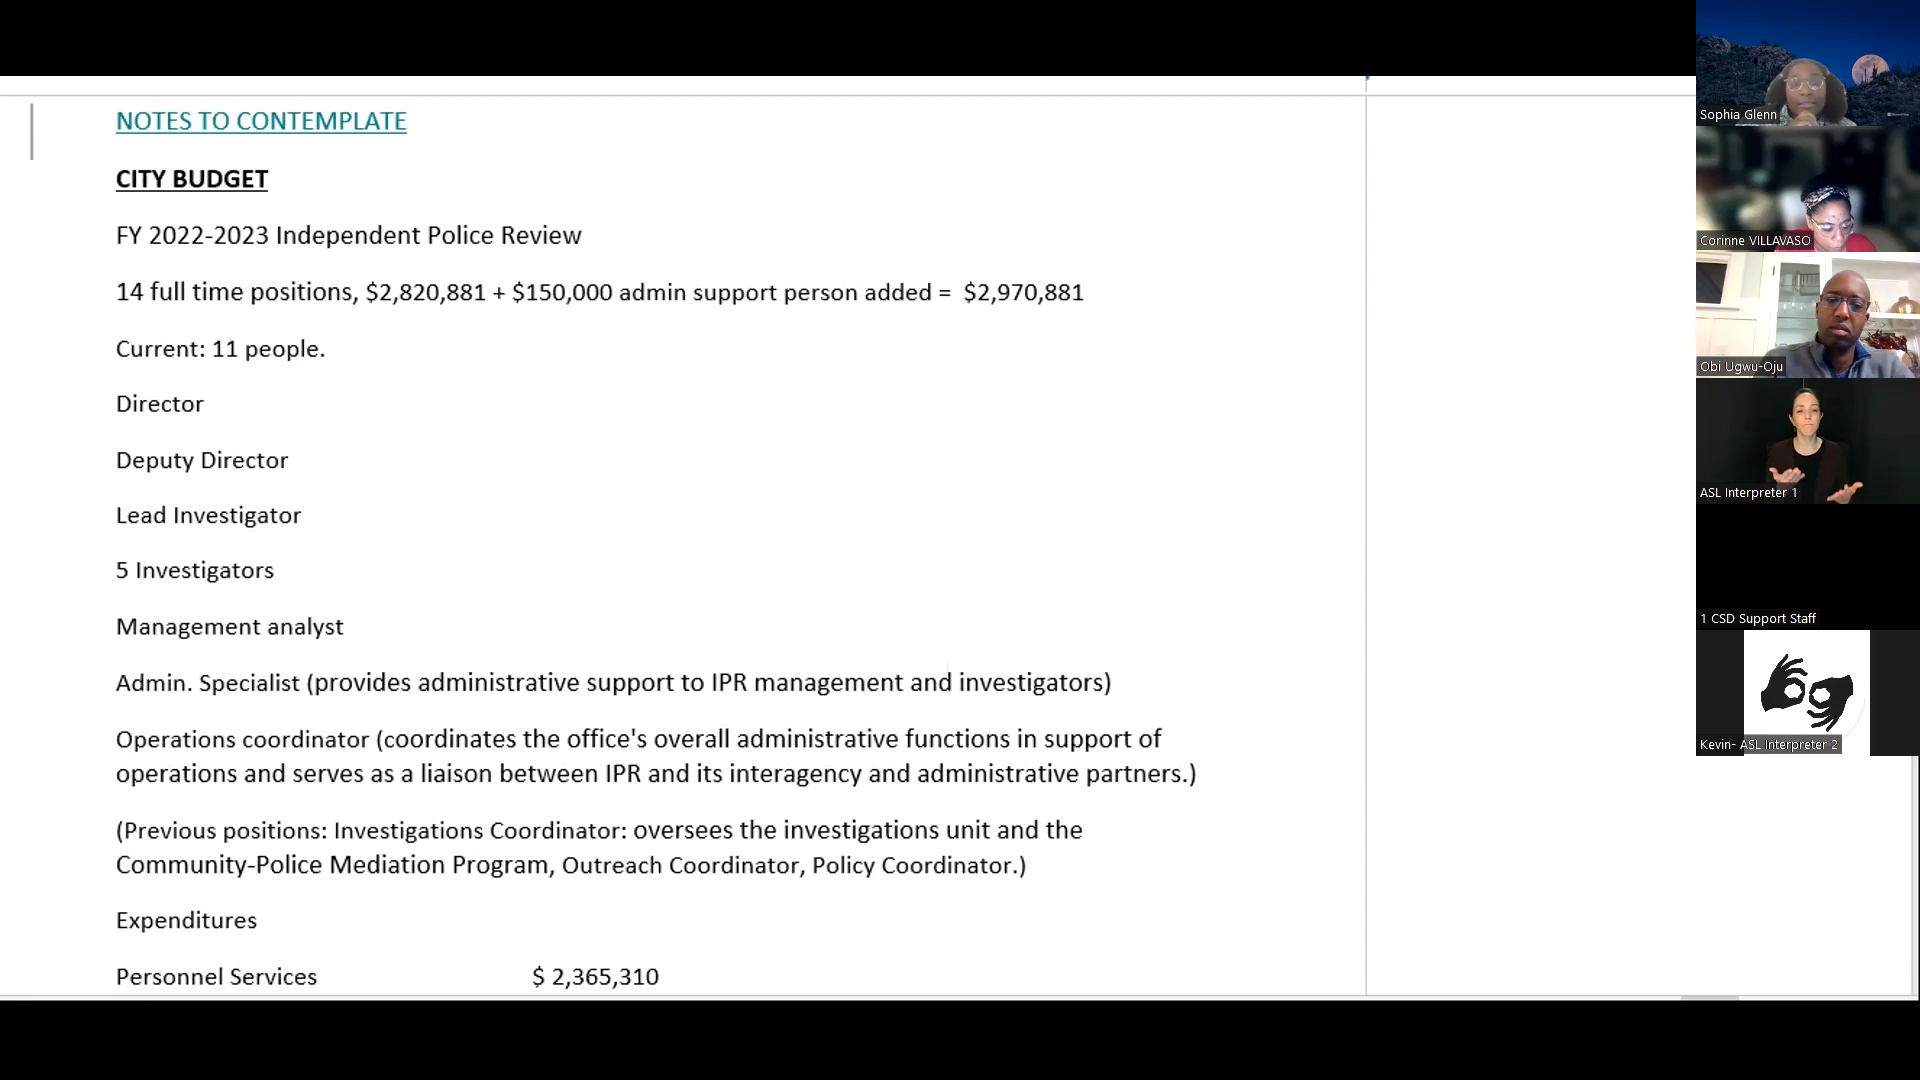 NOTES TO CONTEMPLATE
CITY BUDGET
FY 2022-2023 Independent Police Review
14 full time positions, $2,820,881 + $150,000 admin support person added = $2,970,881
Current: 11 people.
Director
Deputy Director
Lead Investigator
5 Investigators
Management analyst
Admin. Specialist (provides administrative support to IPR management and investigators)
Operations coordinator (coordinates the office's overall administrative functions in support of
operations and serves as a liaison between IPR and its interagency and administrative partners.)
(Previous positions: Investigations Coordinator: oversees the investigations unit and the
Community-Police Mediation Program, Outreach Coordinator, Policy Coordinator.)
Expenditures
Personnel Services $ 2,365,310
Sophia Glenn
Corinne VILLAVASO
Obi Ugwu-Oju
ASL Interpreter 1
1 CSD Support Staff
Kevin- ASL Interpreter 2